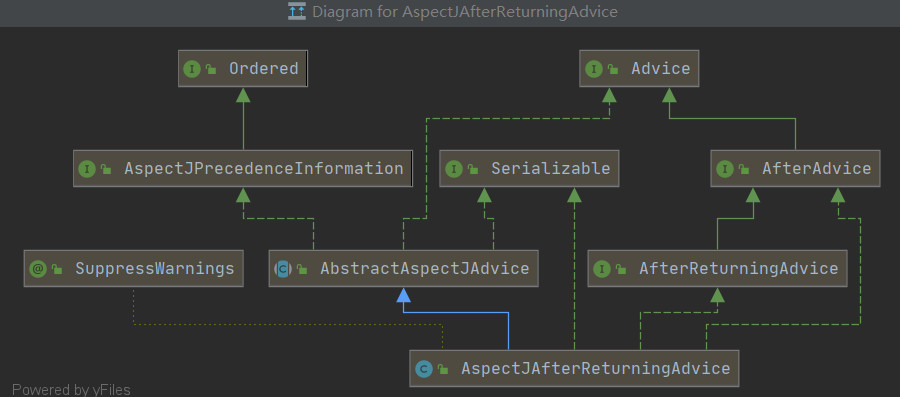 Diagram for AspectJAfterReturningAdvice
I Ordered
I Advice
I AspectJPrecedenceInformation
I Serializable
I AfterAdvice
@ SuppressWarnings
C AbstractAspectJAdvice
I AfterReturningAdvice
C AspectJAfterReturningAdvice
Powered by yFiles